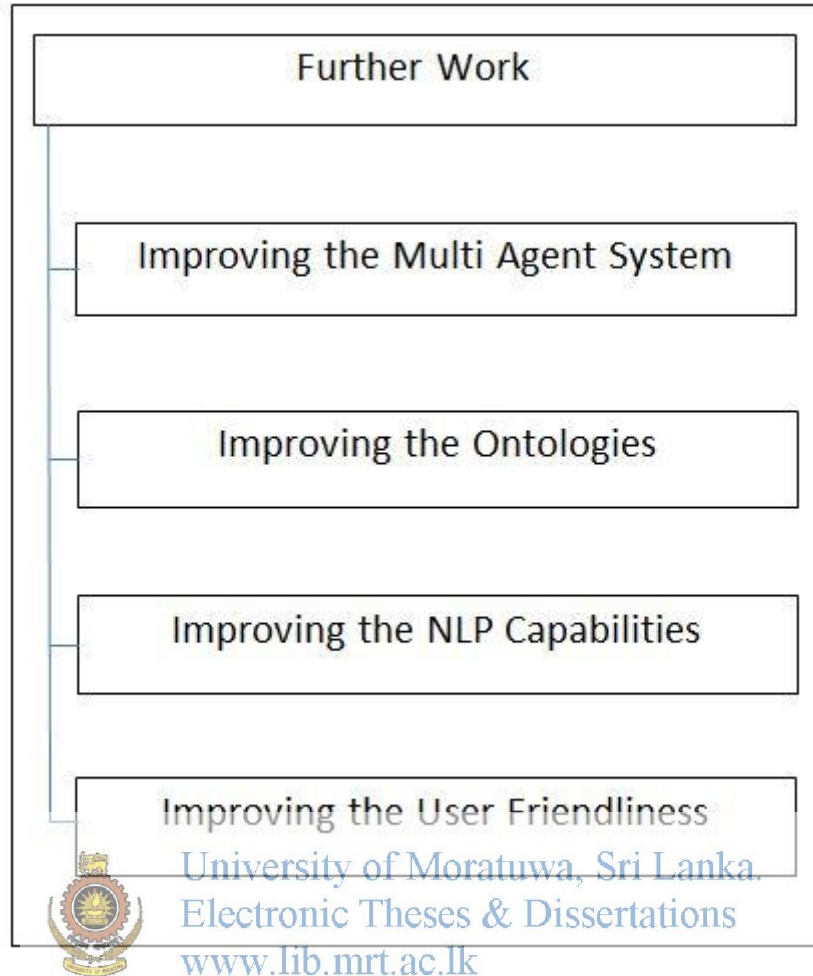 Further Work
Improving the Multi Agent System
Improving the Ontologies
Improving the NLP Capabilities
Improving the User Friendliness
University of Moratuwa, Sri Lanka.
Electronic Theses & Dissertations
www.lib.mrt.ac.lk